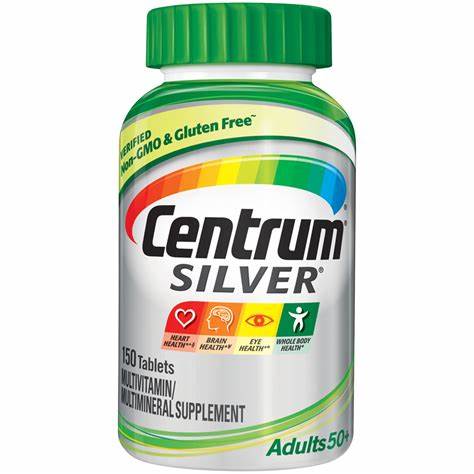 VERIFIED
Non-GMO & Gluten Free~
Centrum®
SILVER®
HEART
HEALTH
BRAIN
HEALTH
EYE
HEALTH
WHOLE BODY
HEALTH
150 Tablets
MULTIVITAMIN/
MULTIMINERAL SUPPLEMENT
Adults 50+